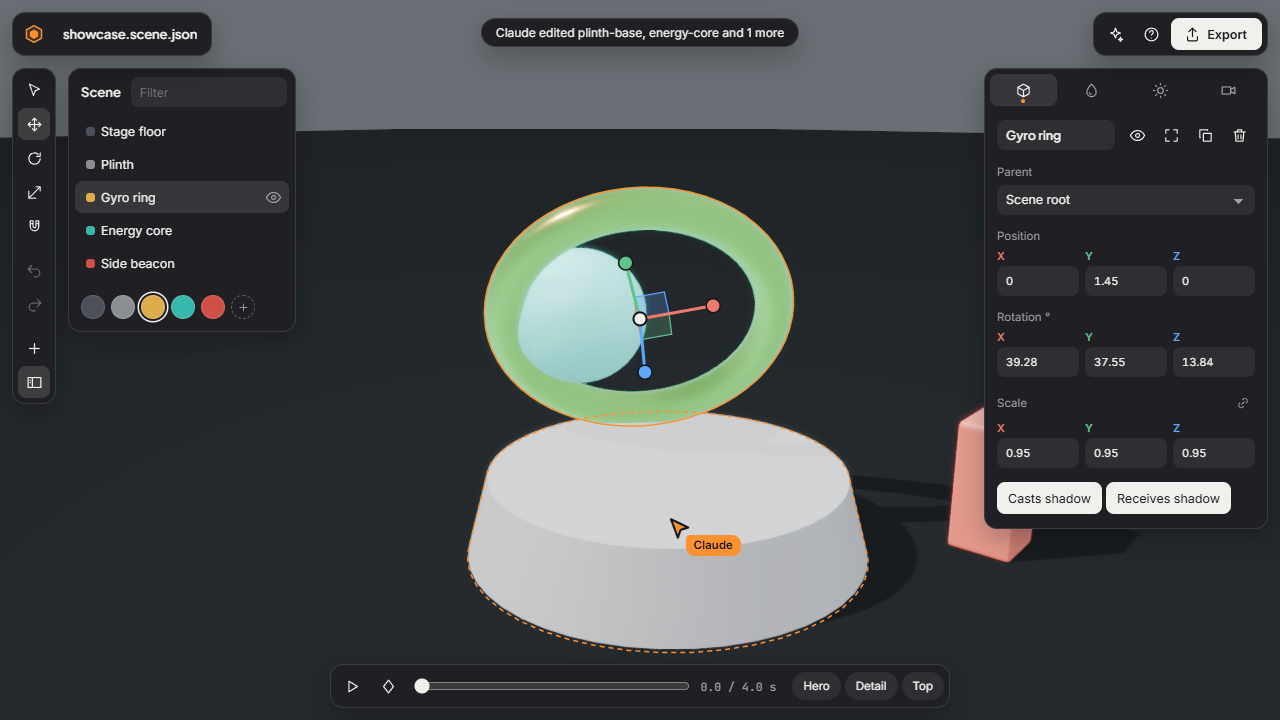 showcase.scene.json
Claude edited plinth-base, energy-core and 1 more
Export
Scene
Filter
Stage floor
Plinth
Gyro ring
Energy core
Side beacon
Gyro ring
Parent
Scene root
Position
X Y Z
0 1.45 0
Rotation °
X Y Z
39.28 37.55 13.84
Scale
X Y Z
0.95 0.95 0.95
Casts shadow Receives shadow
Claude
0.0 / 4.0 s
Hero Detail Top